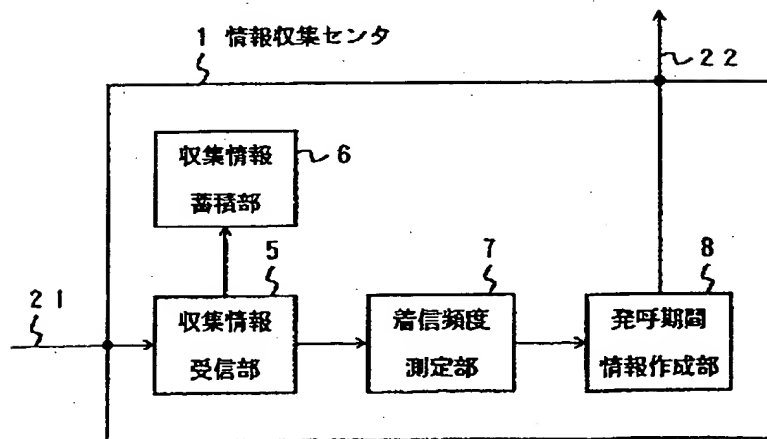 1 情報収集センタ
22
収集情報
蓄積部
6
5
7
8
21
収集情報
受信部
着信頻度
測定部
発呼期間
情報作成部